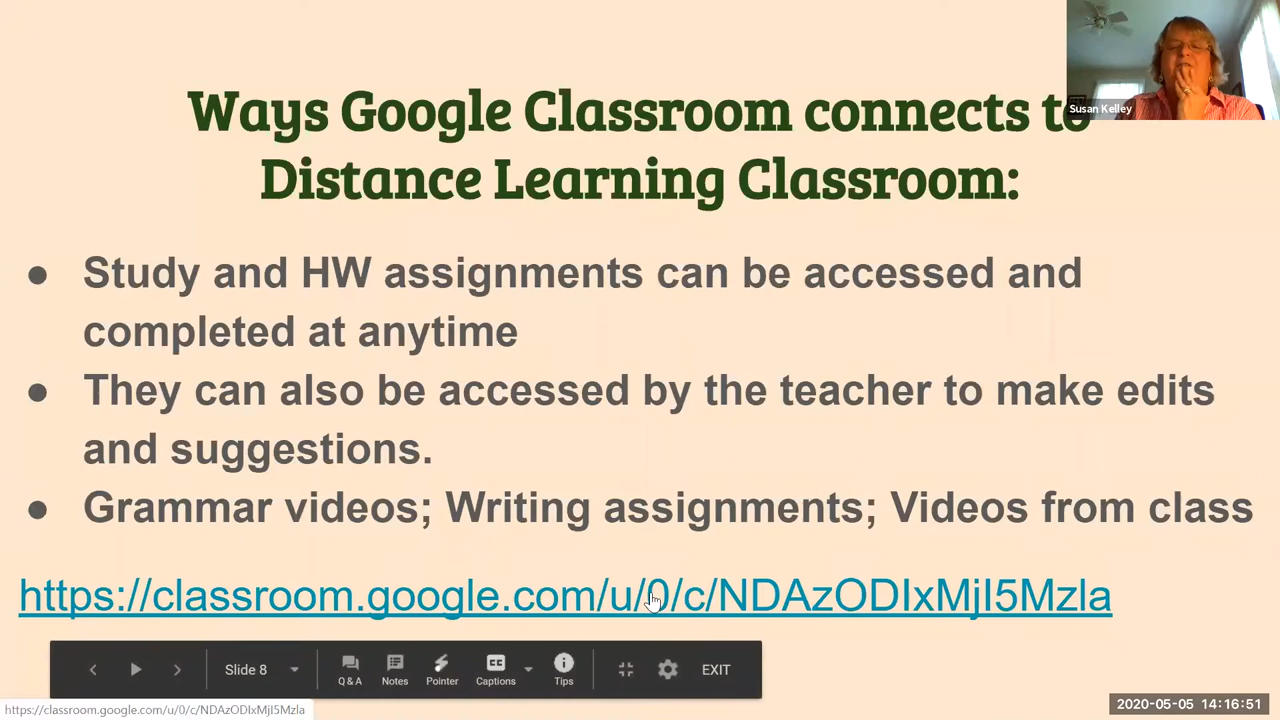 Ways Google Classroom connects to
Susan Kelley
Distance Learning Classroom:
● Study and HW assignments can be accessed and
completed at anytime
● They can also be accessed by the teacher to make edits
and suggestions.
● Grammar videos; Writing assignments; Videos from class
https://classroom.google.com/u/0/c/NDAzODIxMjI5Mzla
Slide 8
Q & A
Notes
Pointer
CC
Captions
Tips
EXIT
https://classroom.google.com/u/0/c/NDAzODIxMjI5Mzla
2020-05-05 14:16:51